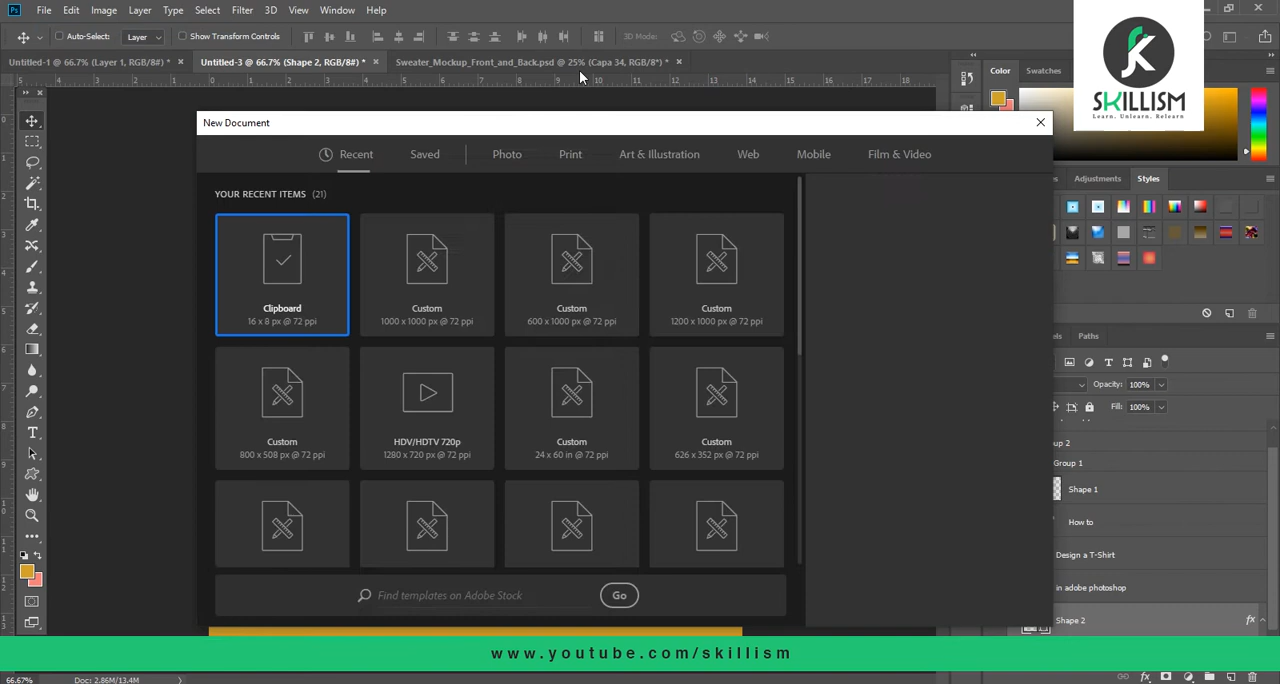 Ps File Edit Image Layer Type Select Filter 3D View Window Help
Auto-Select: Layer Show Transform Controls 3D Mode:
Untitled-1 @ 66.7% (Layer 1, RGB/8#) * × Untitled-3 @ 66.7% (Shape 2, RGB/8#) * × Sweater_Mockup_Front_and_Back.psd @ 25% (Capa 34, RGB/8*) * ×
Color Swatches
SKILLISM
Learn. Unlearn. Relearn
New Document
Recent Saved Photo Print Art & Illustration Web Mobile Film & Video
Adjustments Styles
YOUR RECENT ITEMS (21)
Clipboard Custom Custom Custom
16 x 8 px @ 72 ppi 1000 x 1000 px @ 72 ppi 600 x 1000 px @ 72 ppi 1200 x 1000 px @ 72 ppi
Paths
Opacity: 100%
Fill: 100%
Custom HDV/HDTV 720p Custom Custom
800 x 508 px @ 72 ppi 1280 x 720 px @ 72 ppi 24 x 60 in @ 72 ppi 626 x 352 px @ 72 ppi
Group 1
Shape 1
How to
Design a T-Shirt
in adobe photoshop
Shape 2 fx
Find templates on Adobe Stock Go
www.youtube.com/skillism
66.67% Doc: 2.86M/13.4M